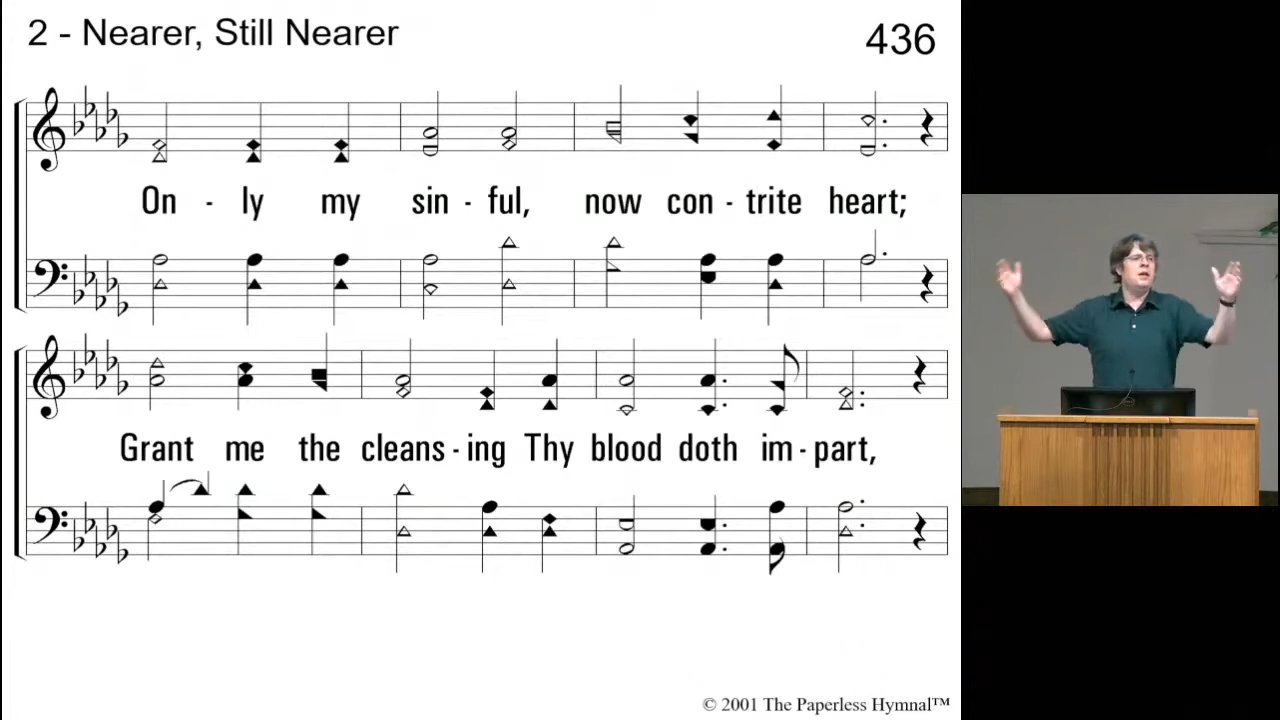 2 - Nearer, Still Nearer
436
On - ly my sin - ful, now con - trite heart;
Grant me the cleans - ing Thy blood doth im - part,
© 2001 The Paperless Hymnal™